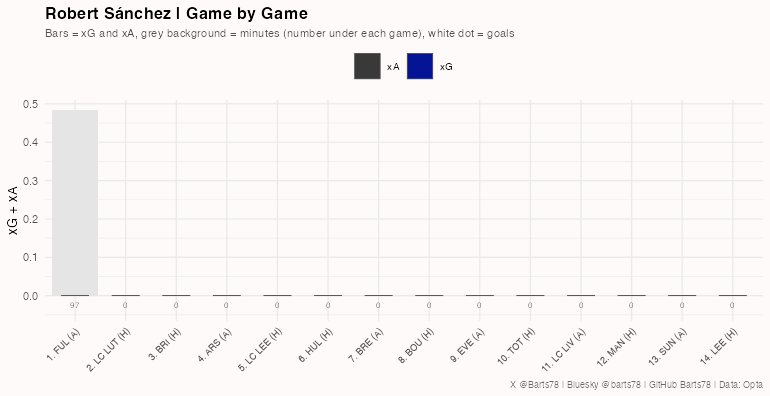 Robert Sánchez | Game by Game
Bars = xG and xA, grey background = minutes (number under each game), white dot = goals
xA xG
xG + xA
0.5
0.4
0.3
0.2
0.1
0.0
97 0 0 0 0 0 0 0 0 0 0 0 0 0
1. FUL (A)
2. LC LUT (H)
3. BRI (H)
4. ARS (A)
5. LC LEE (H)
6. HUL (H)
7. BRE (A)
8. BOU (H)
9. EVE (A)
10. TOT (H)
11. LC LIV (A)
12. MAN (H)
13. SUN (A)
14. LEE (H)
X @Barts78 | Bluesky @barts78 | GitHub Barts78 | Data: Opta